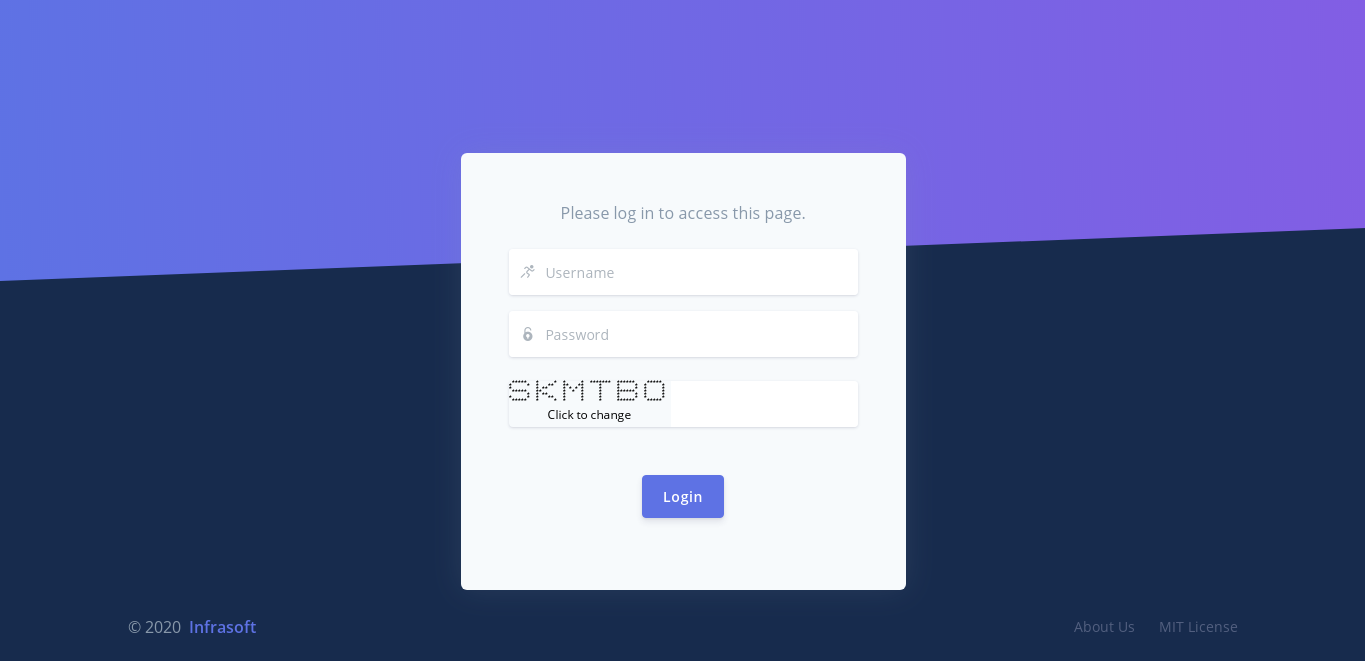 Please log in to access this page.
Username
Password
SKMTBO
Click to change
Login
© 2020 Infrasoft
About Us MIT License